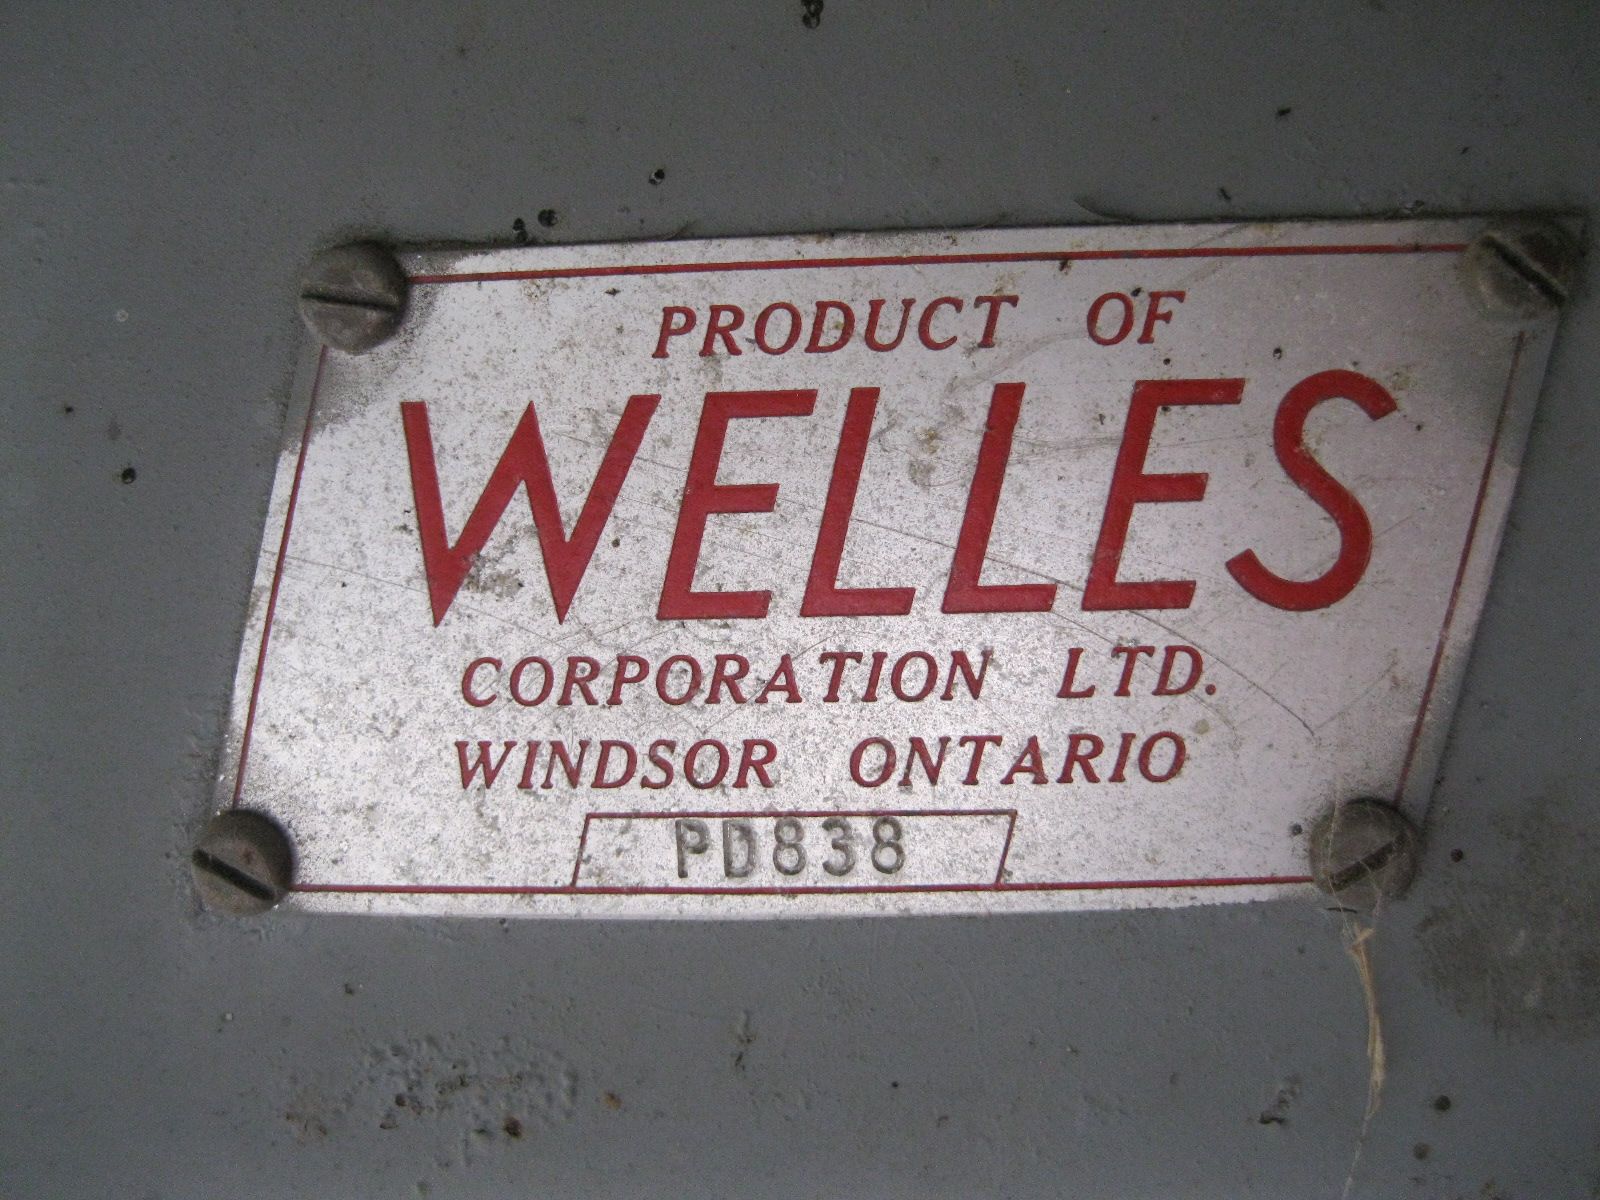 PRODUCT OF
WELLES
CORPORATION LTD.
WINDSOR ONTARIO
PD838